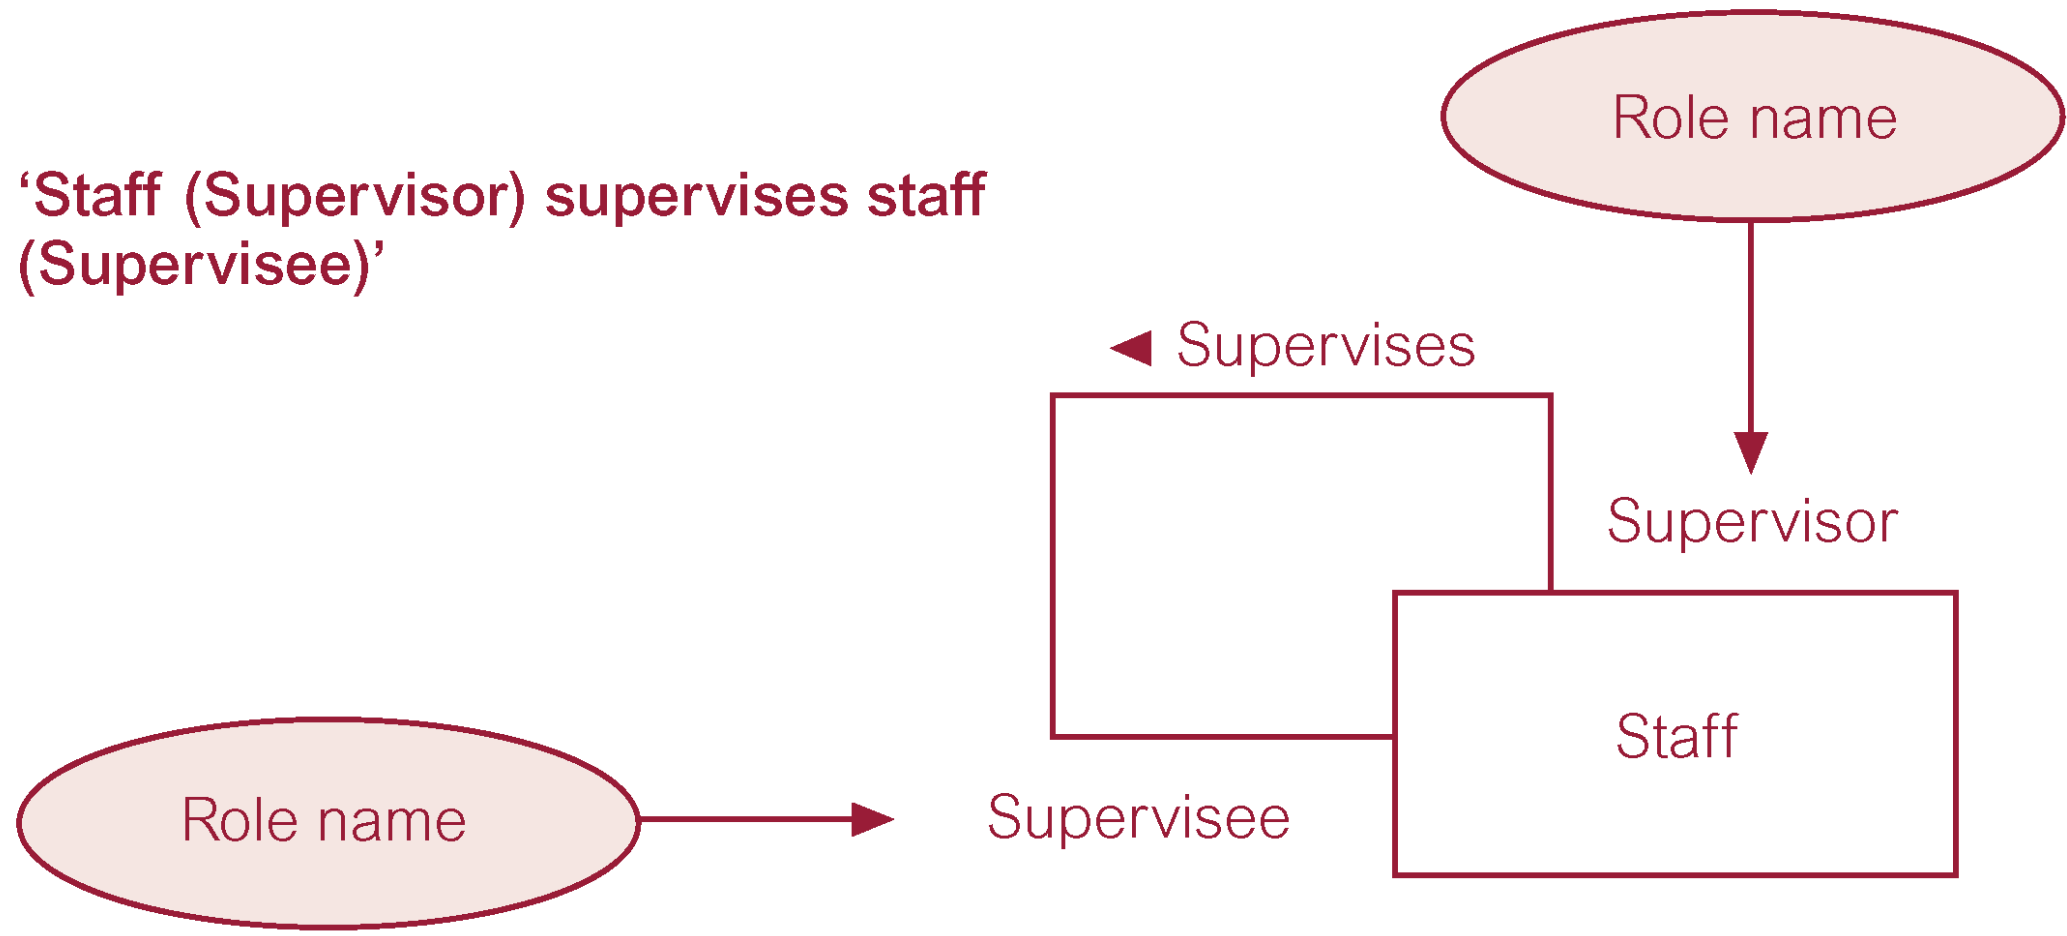 Role name
‘Staff (Supervisor) supervises staff
(Supervisee)’
Supervises
Supervisor
Staff
Role name
Supervisee